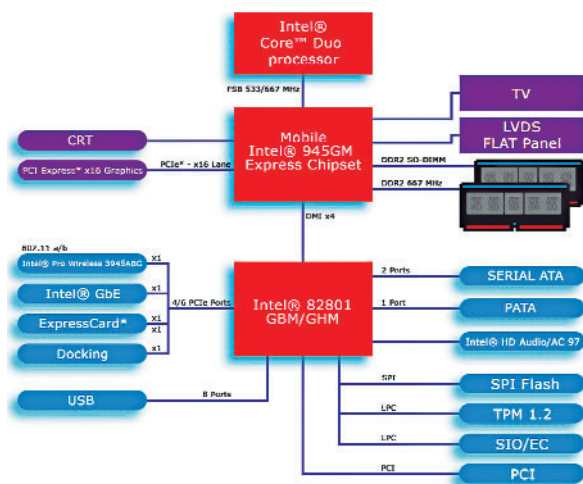 Intel®
Core™ Duo
processor
FSB 533/667 MHz
TV
CRT
Mobile
Intel® 945GM
Express Chipset
LVDS
FLAT Panel
PCI Express* x16 Graphics
PCIe* - x16 Lane
DDR2 SO-DIMM
DDR2 667 MHz
DMI x4
802.11 a/b
Intel® Pro Wireless 3945ABG
x1
Intel® GbE
x1
ExpressCard*
x1
x1
Docking
x1
4/6 PCIe Ports
Intel® 82801
GBM/GHM
2 Ports
SERIAL ATA
1 Port
PATA
Intel® HD Audio/AC 97
USB
8 Ports
SPI
SPI Flash
LPC
TPM 1.2
LPC
SIO/EC
PCI
PCI